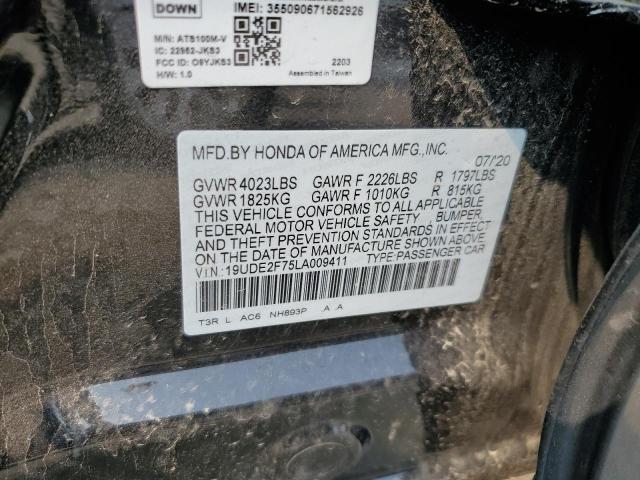 DOWN
IMEI: 355090671562926
M/N: ATS100M-V
IC: 22952-JKS3
FCC ID: O9YJKS3
2203
H/W: 1.0
Assembled in Taiwan
MFD.BY HONDA OF AMERICA MFG.,INC. 07/'20
GVWR 4023LBS GAWR F 2226LBS R 1797LBS
GVWR 1825KG GAWR F 1010KG R 815KG
THIS VEHICLE CONFORMS TO ALL APPLICABLE
FEDERAL MOTOR VEHICLE SAFETY , BUMPER,
AND THEFT PREVENTION STANDARDS IN EFFECT
ON THE DATE OF MANUFACTURE SHOWN ABOVE.
VIN:19UDE2F75LA009411 TYPE:PASSENGER CAR
T3R L AC6 NH893P .A .A